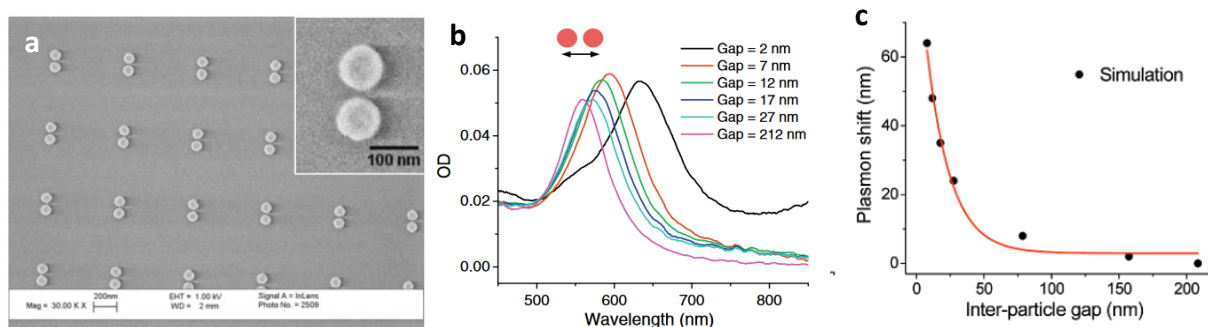 a
100 nm
200nm
Mag = 30.00 K X
EHT = 1.00 kV
WD = 2 mm
Signal A = InLens
Photo No. = 2509
b
Gap = 2 nm
Gap = 7 nm
Gap = 12 nm
Gap = 17 nm
Gap = 27 nm
Gap = 212 nm
OD
0.06
0.04
0.02
0.00
500
600
700
800
Wavelength (nm)
c
Simulation
Plasmon shift (nm)
60
40
20
0
0
50
100
150
200
Inter-particle gap (nm)